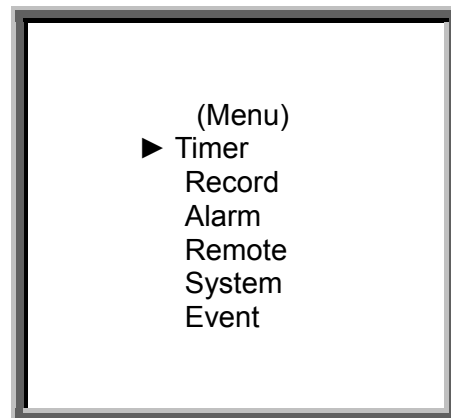 (Menu)
► Timer
Record
Alarm
Remote
System
Event